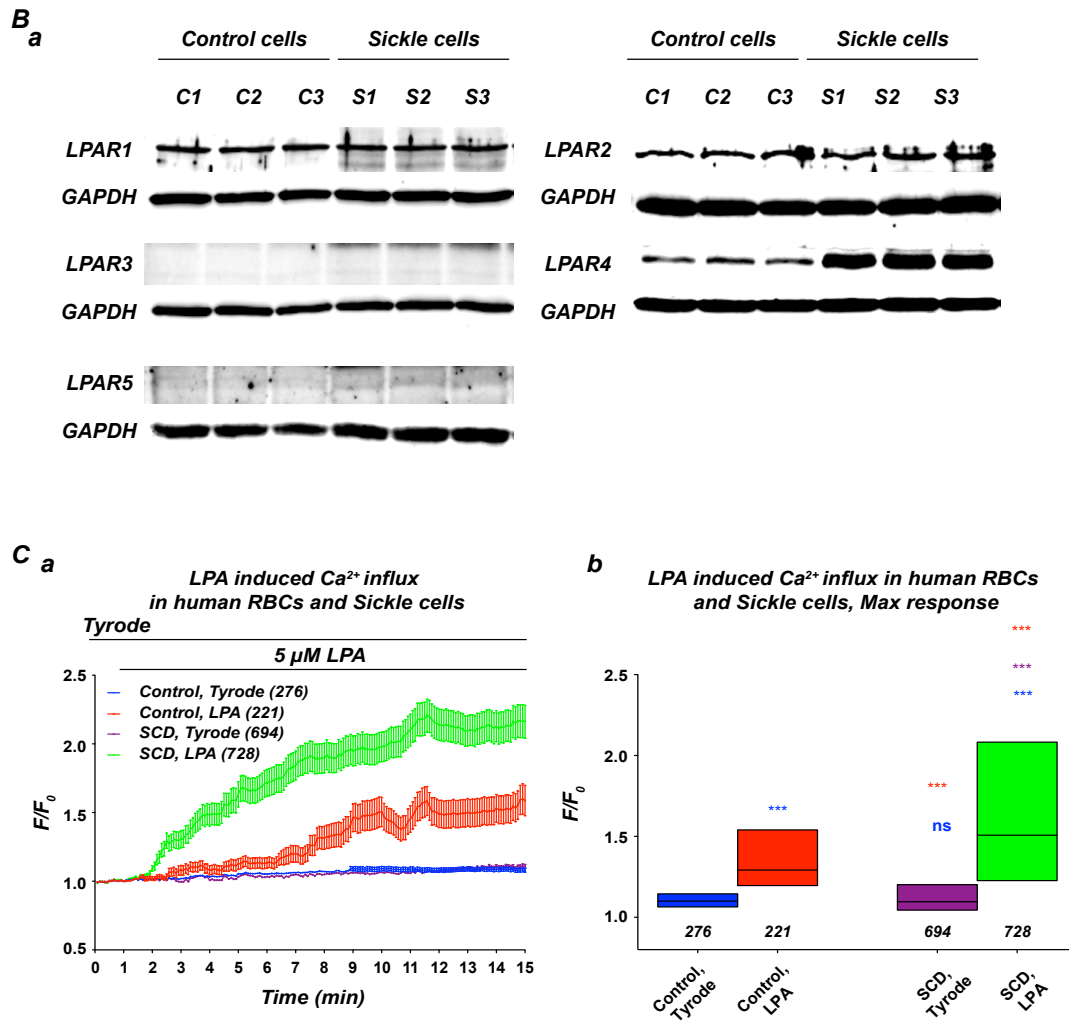 B
a
Control cells Sickle cells
C1 C2 C3 S1 S2 S3
LPAR1
GAPDH
LPAR3
GAPDH
LPAR5
GAPDH
Control cells Sickle cells
C1 C2 C3 S1 S2 S3
LPAR2
GAPDH
LPAR4
GAPDH
C
a
LPA induced Ca²⁺ influx
in human RBCs and Sickle cells
Tyrode
5 µM LPA
Control, Tyrode (276)
Control, LPA (221)
SCD, Tyrode (694)
SCD, LPA (728)
2.5
2.0
1.5
1.0
0.5
F/F₀
0 1 2 3 4 5 6 7 8 9 10 11 12 13 14 15
Time (min)
b
LPA induced Ca²⁺ influx in human RBCs
and Sickle cells, Max response
***
***
***
***
***
ns
2.5
2.0
1.5
1.0
F/F₀
276 221 694 728
Control,
Tyrode
Control,
LPA
SCD,
Tyrode
SCD,
LPA